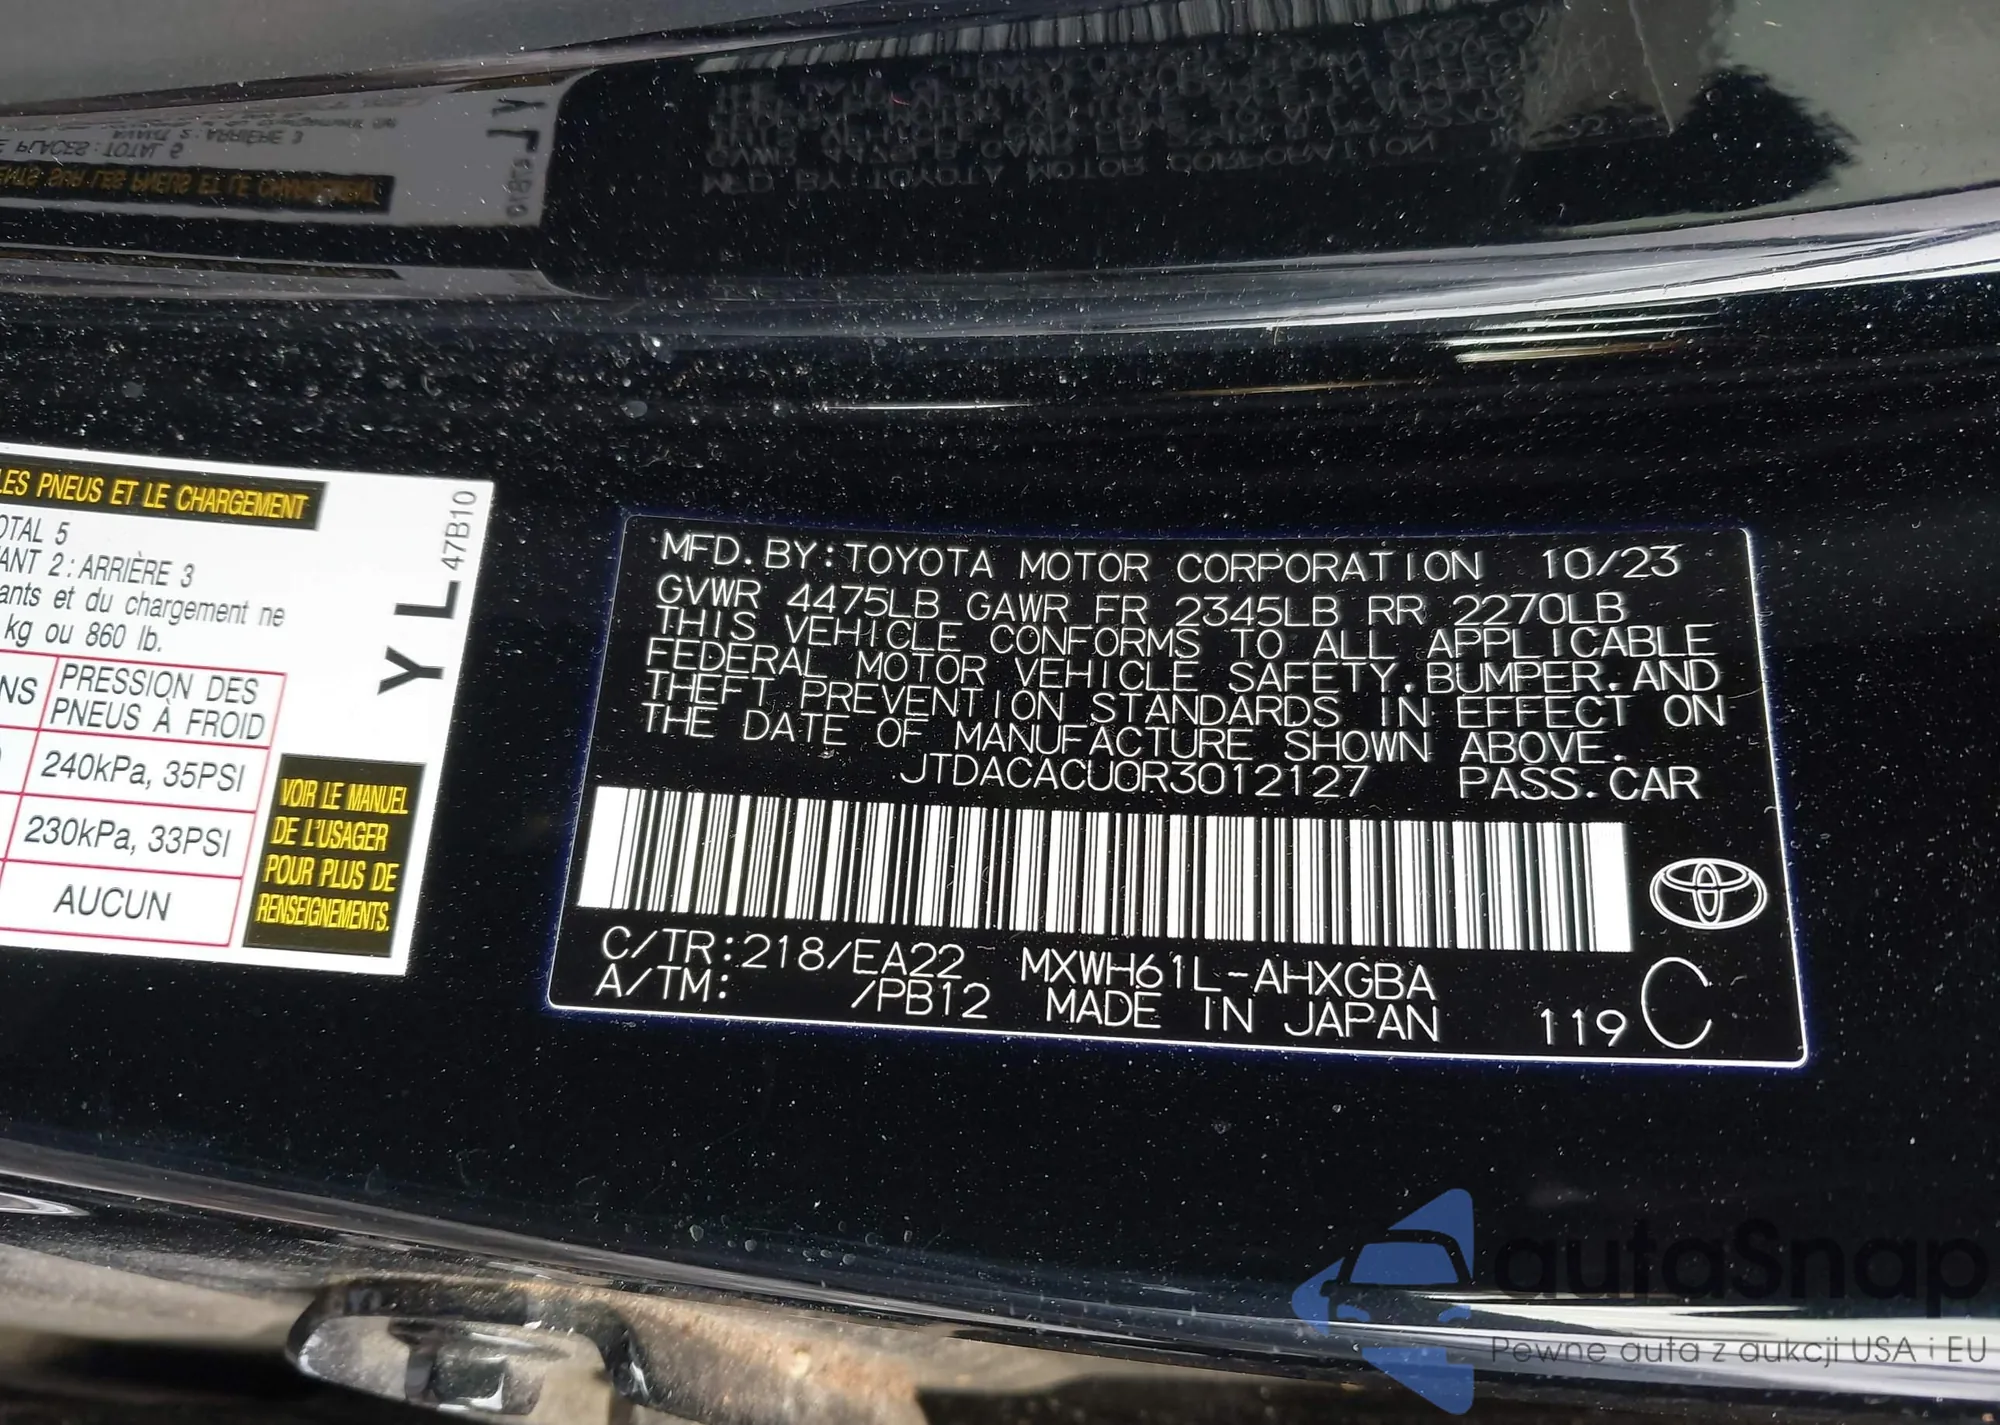 LES PNEUS ET LE CHARGEMENT
OTAL 5
ANT 2 : ARRIÈRE 3
ants et du chargement ne
kg ou 860 lb.
NS
PRESSION DES
PNEUS À FROID
240kPa, 35PSI
230kPa, 33PSI
AUCUN
VOIR LE MANUEL
DE L'USAGER
POUR PLUS DE
RENSEIGNEMENTS.
YL
47B10
MFD.BY:TOYOTA MOTOR CORPORATION 10/23
GVWR 4475LB GAWR FR 2345LB RR 2270LB
THIS VEHICLE CONFORMS TO ALL APPLICABLE
FEDERAL MOTOR VEHICLE SAFETY.BUMPER.AND
THEFT PREVENTION STANDARDS IN EFFECT ON
THE DATE OF MANUFACTURE SHOWN ABOVE.
JTDACACU0R3012127 PASS.CAR
C/TR:218/EA22 MXWH61L-AHXGBA
A/TM: /PB12 MADE IN JAPAN 119 C
autaSnap
Pewne auta z aukcji USA i EU